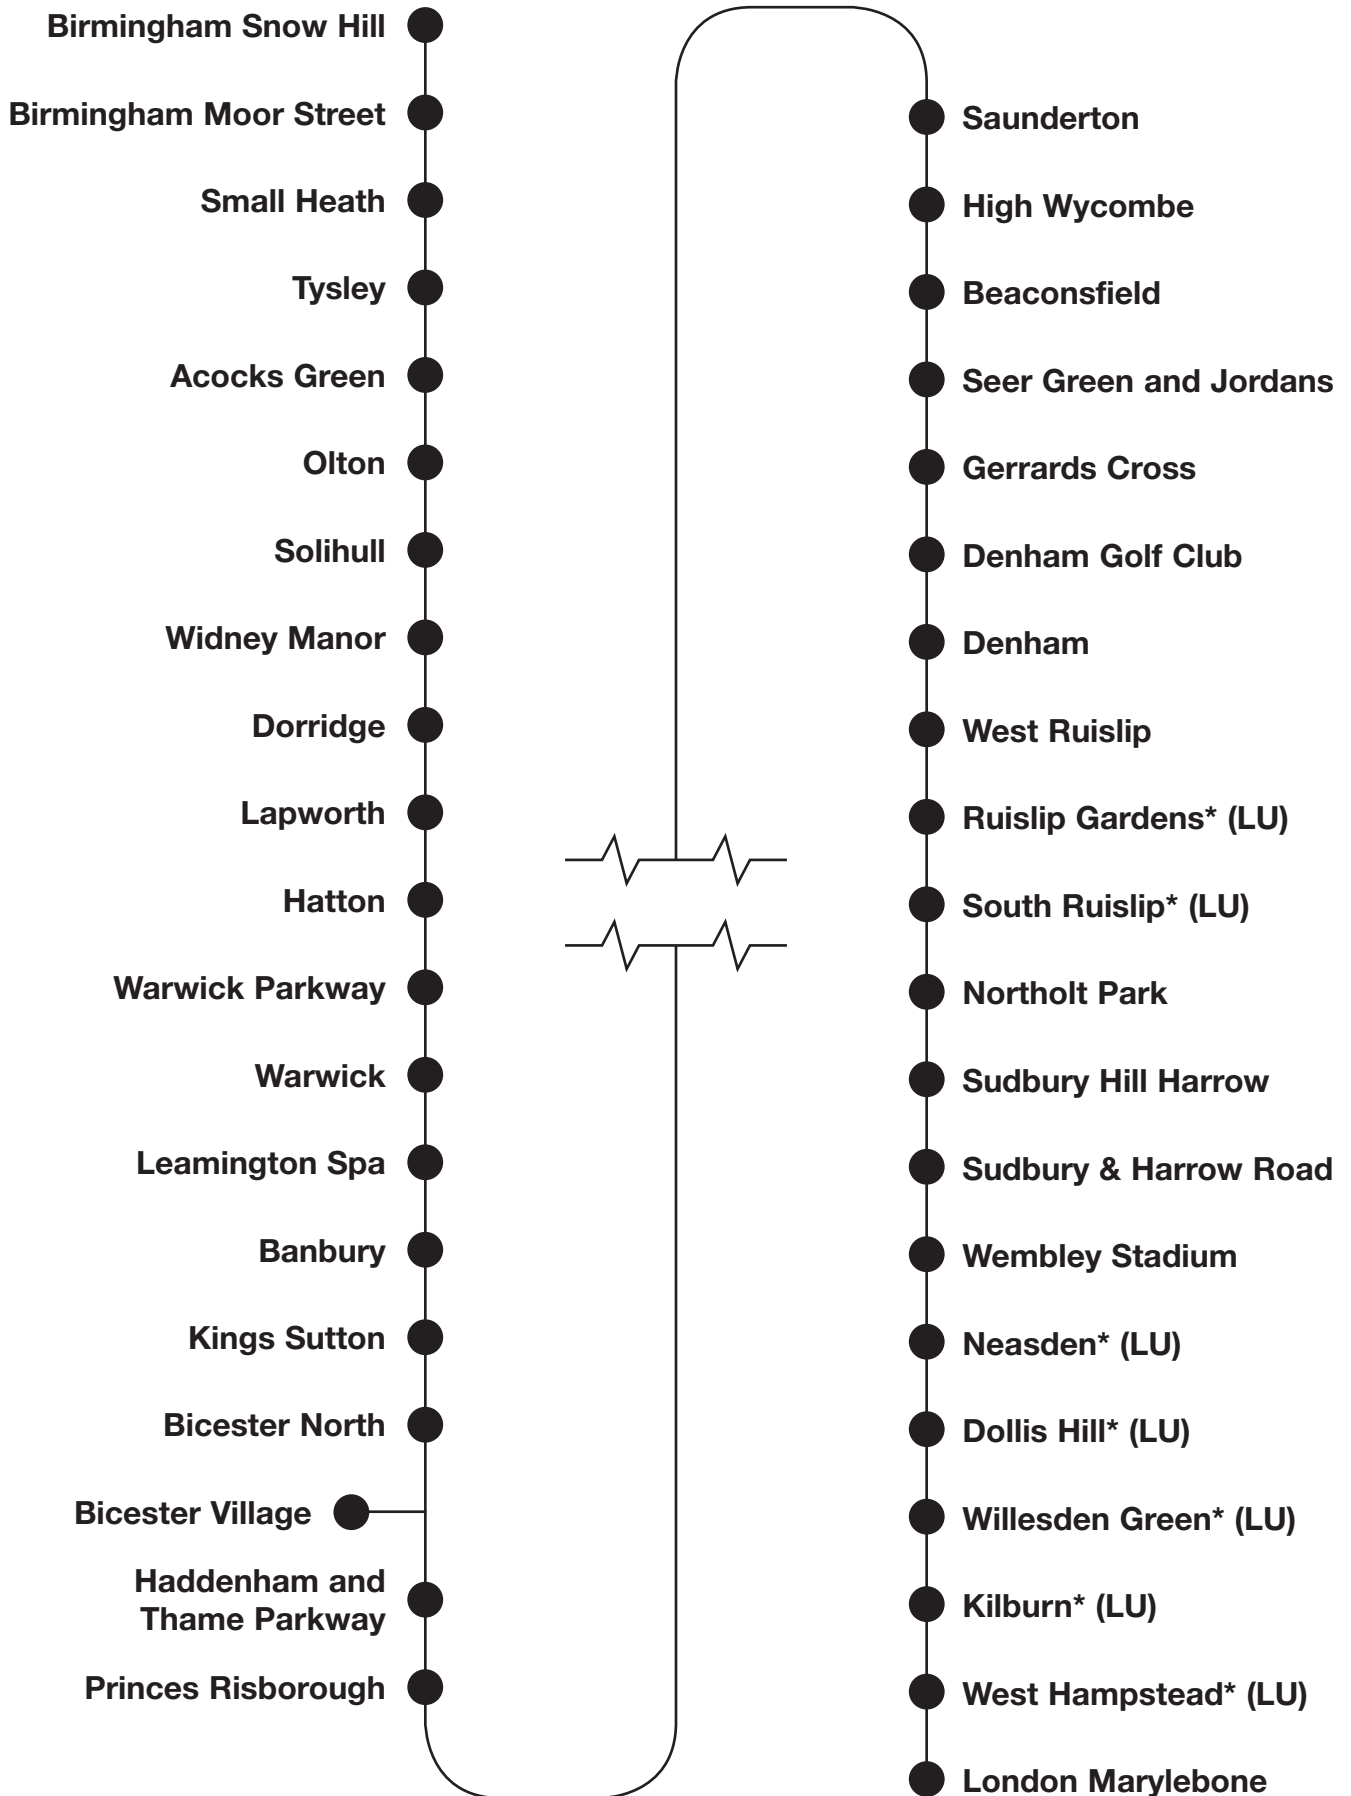 Birmingham Snow Hill
Birmingham Moor Street
Small Heath
Tysley
Acocks Green
Olton
Solihull
Widney Manor
Dorridge
Lapworth
Hatton
Warwick Parkway
Warwick
Leamington Spa
Banbury
Kings Sutton
Bicester North
Bicester Village
Haddenham and
Thame Parkway
Princes Risborough
Saunderton
High Wycombe
Beaconsfield
Seer Green and Jordans
Gerrards Cross
Denham Golf Club
Denham
West Ruislip
Ruislip Gardens* (LU)
South Ruislip* (LU)
Northolt Park
Sudbury Hill Harrow
Sudbury & Harrow Road
Wembley Stadium
Neasden* (LU)
Dollis Hill* (LU)
Willesden Green* (LU)
Kilburn* (LU)
West Hampstead* (LU)
London Marylebone